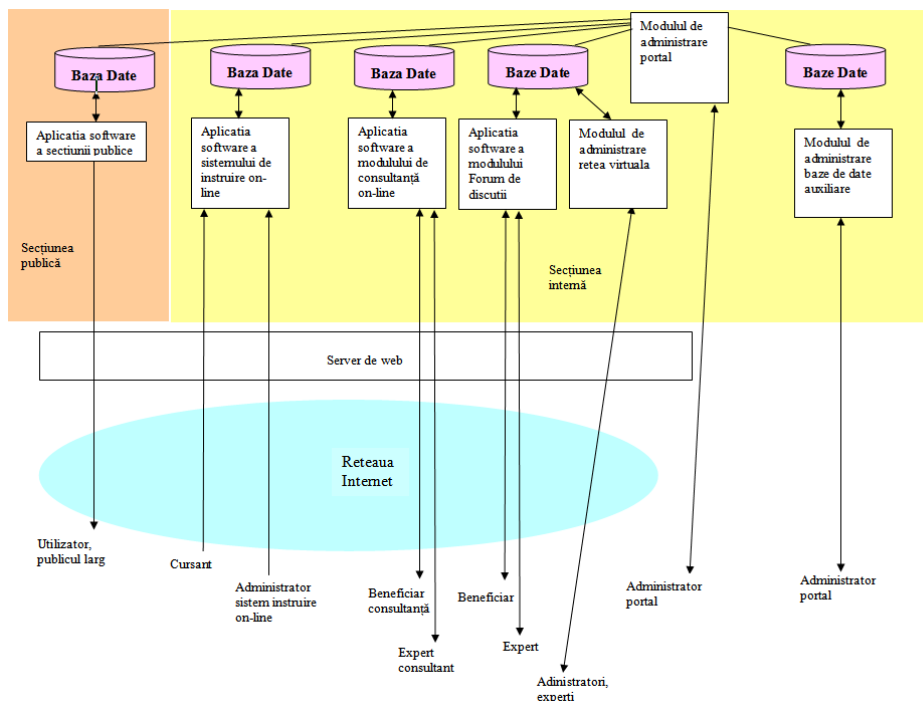 Modulul de
administrare
portal
Baza Date
Baza Date
Baza Date
Baze Date
Baze Date
Aplicatia software
a sectiunii publice
Aplicatia
software a
sistemului de
instruire on-
line
Aplicatia
software a
modulului de
consultanță
on-line
Aplicatia
software a
modulului
Forum de
discutii
Modulul de
administrare
retea virtuala
Modulul de
administrare
baze de date
auxiliare
Secțiunea
publică
Secțiunea
internă
Server de web
Reteaua
Internet
Utilizator,
publicul larg
Cursant
Administrator
sistem instruire
on-line
Beneficiar
consultanță
Expert
consultant
Beneficiar
Expert
Adinistratori,
experti
Administrator
portal
Administrator
portal